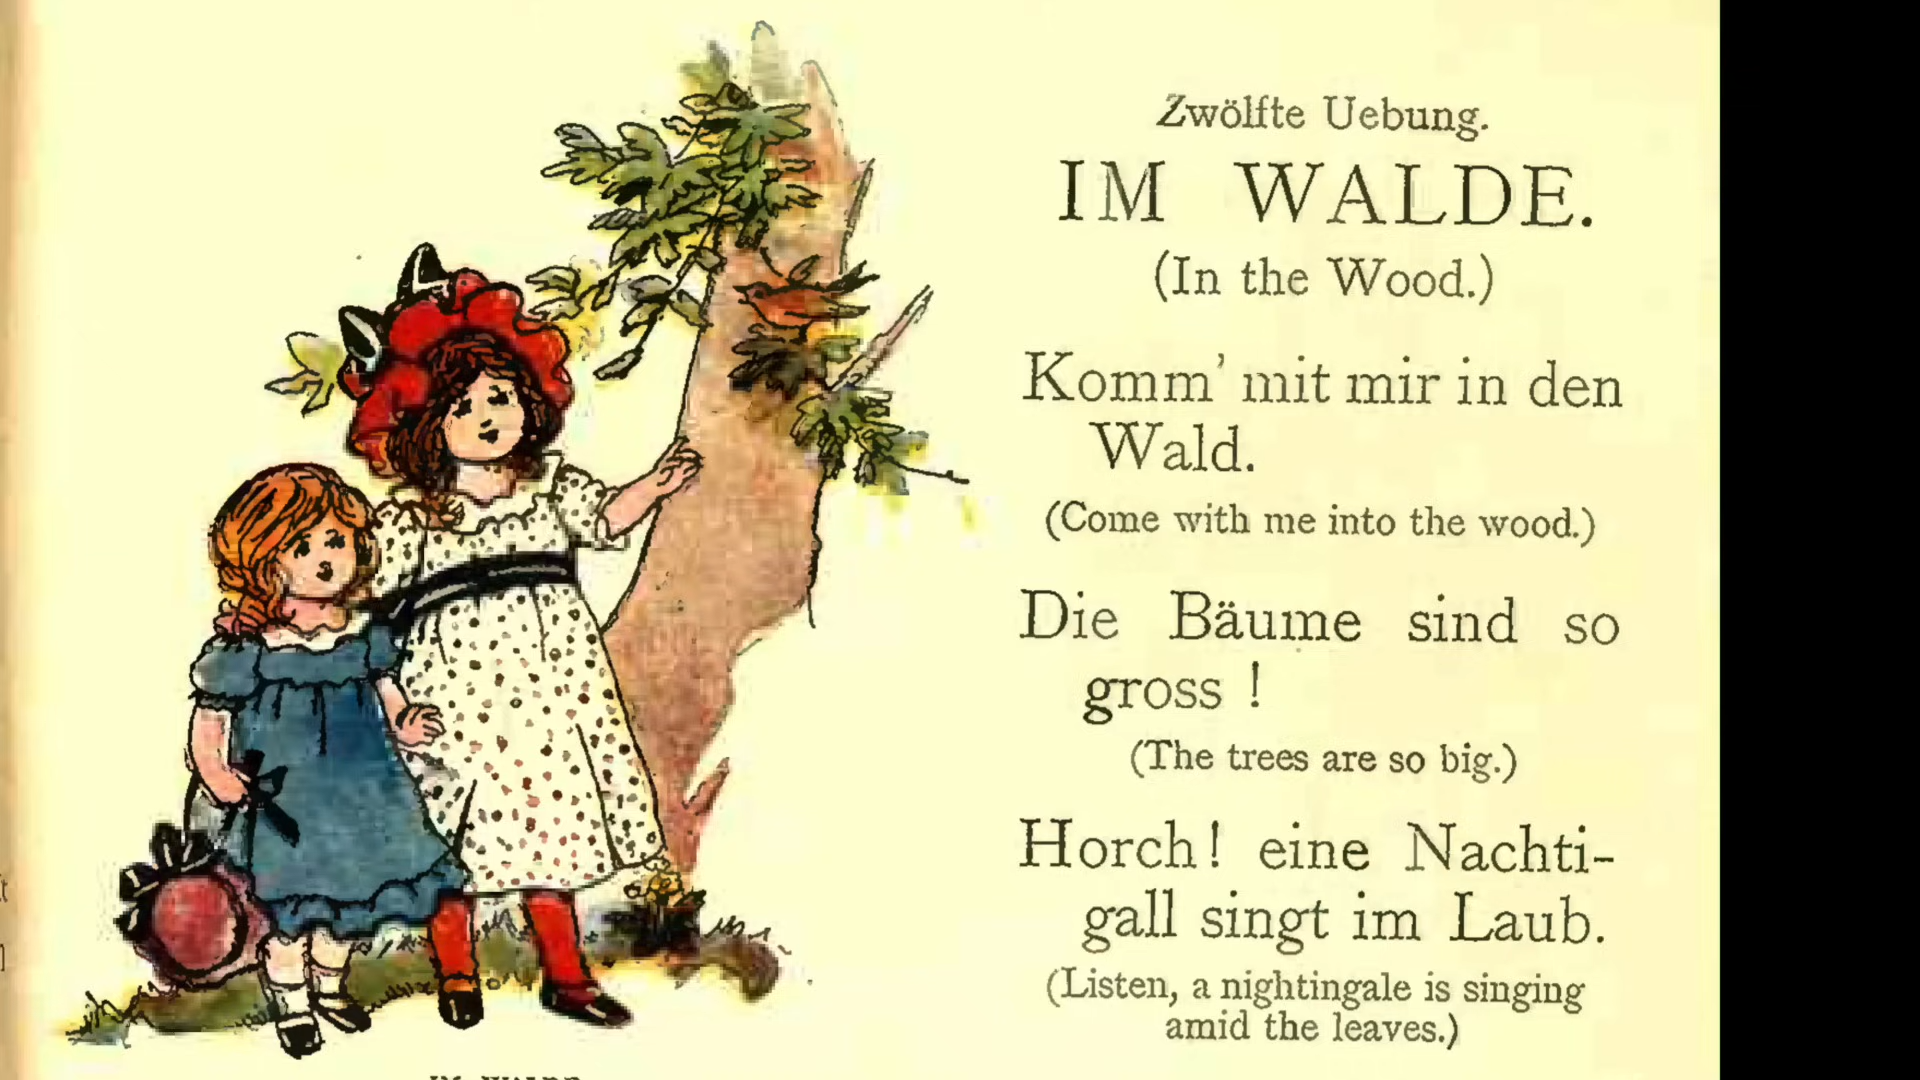 Zwölfte Uebung.
IM WALDE.
(In the Wood.)
Komm' mit mir in den
Wald.
(Come with me into the wood.)
Die Bäume sind so
gross !
(The trees are so big.)
Horch! eine Nachti-
gall singt im Laub.
(Listen, a nightingale is singing
amid the leaves.)
IM WALDE